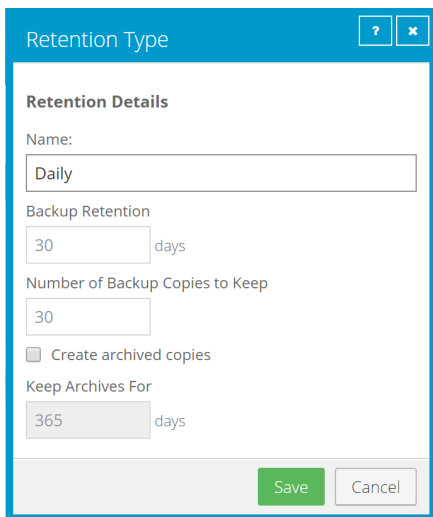 Retention Type
?
Retention Details
Name:
Daily
Backup Retention
30 days
Number of Backup Copies to Keep
30
Create archived copies
Keep Archives For
365 days
Save Cancel